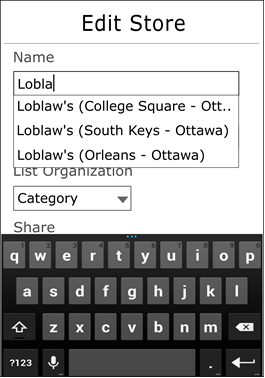 Edit Store
Name
Lobla
Loblaw's (College Square - Ott..
Loblaw's (South Keys - Ottawa)
Loblaw's (Orleans - Ottawa)
List Organization
Category
Share
q w e r t y u i o p
a s d f g h j k l
z x c v b n m
?123 .